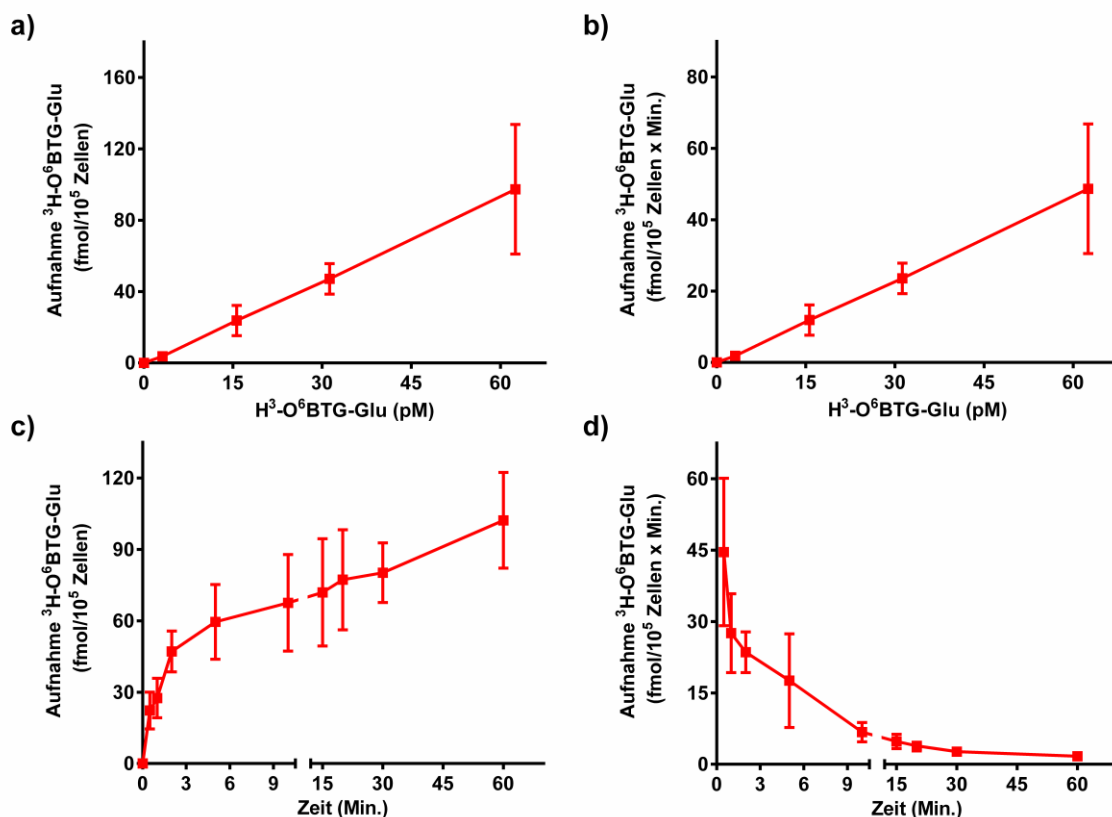 a)
Aufnahme ³H-O⁶BTG-Glu
(fmol/10⁵ Zellen)
160
120
80
40
0
0 15 30 45 60
H³-O⁶BTG-Glu (pM)
b)
Aufnahme ³H-O⁶BTG-Glu
(fmol/10⁵ Zellen x Min.)
80
60
40
20
0
0 15 30 45 60
H³-O⁶BTG-Glu (pM)
c)
Aufnahme ³H-O⁶BTG-Glu
(fmol/10⁵ Zellen)
120
90
60
30
0
0 3 6 9 15 30 45 60
Zeit (Min.)
d)
Aufnahme ³H-O⁶BTG-Glu
(fmol/10⁵ Zellen x Min.)
60
45
30
15
0
0 3 6 9 15 30 45 60
Zeit (Min.)